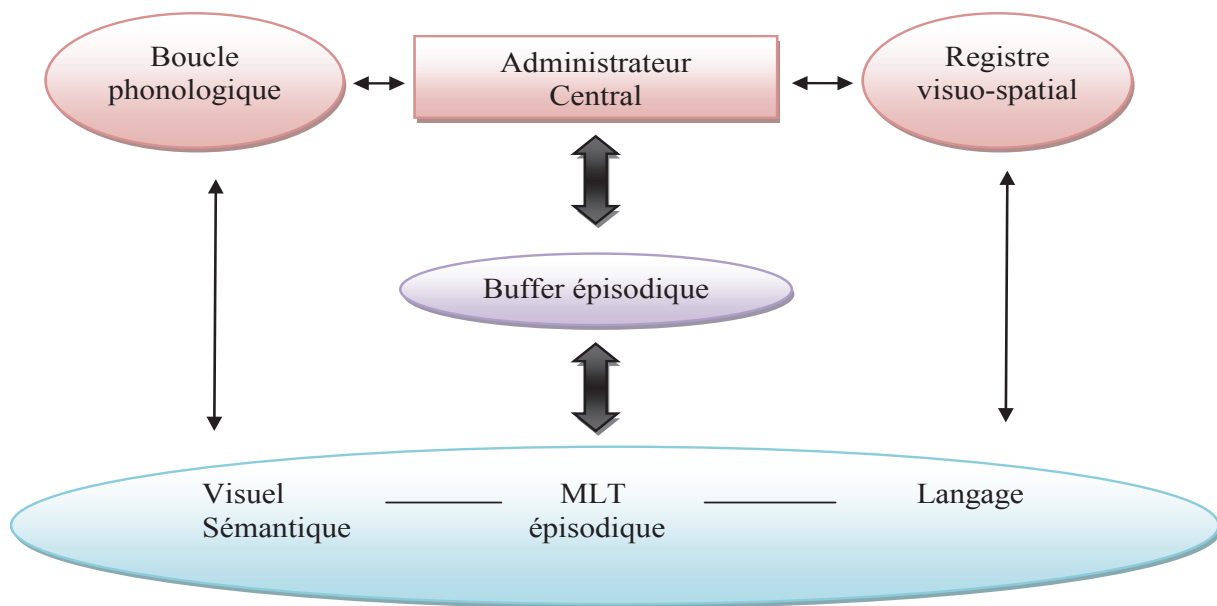 Boucle
phonologique
Administrateur
Central
Registre
visuo-spatial
Buffer épisodique
Visuel
Sémantique
MLT
épisodique
Langage